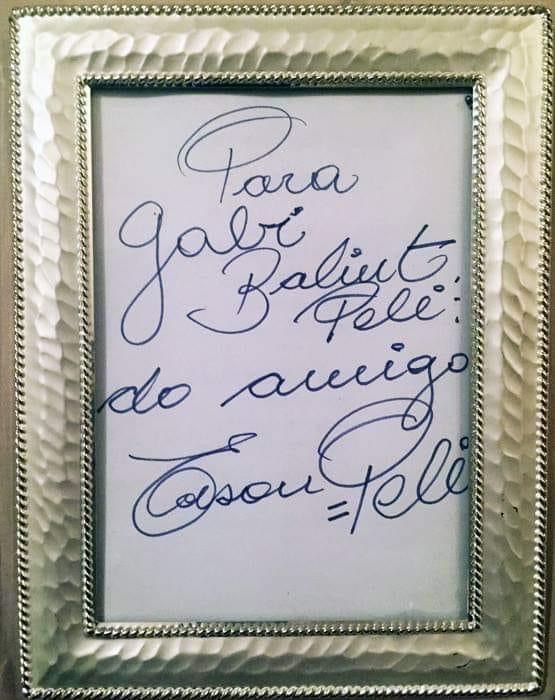 Para
Gabi
Balint,
Pelé:
do amigo
Edson = Pelé